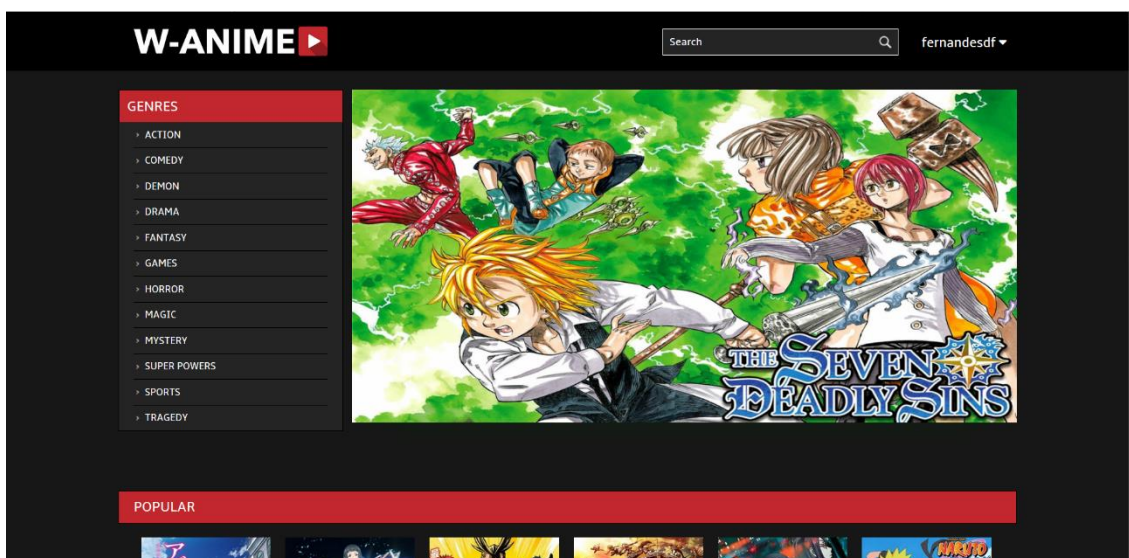 W-ANIME
Search
fernandesdf
GENRES
ACTION
COMEDY
DEMON
DRAMA
FANTASY
GAMES
HORROR
MAGIC
MYSTERY
SUPER POWERS
SPORTS
TRAGEDY
THE SEVEN
DEADLY SINS
POPULAR
NARUTO